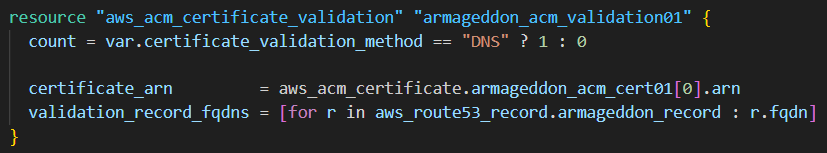 resource "aws_acm_certificate_validation" "armageddon_acm_validation01" {
  count = var.certificate_validation_method == "DNS" ? 1 : 0

  certificate_arn         = aws_acm_certificate.armageddon_acm_cert01[0].arn
  validation_record_fqdns = [for r in aws_route53_record.armageddon_record : r.fqdn]
}